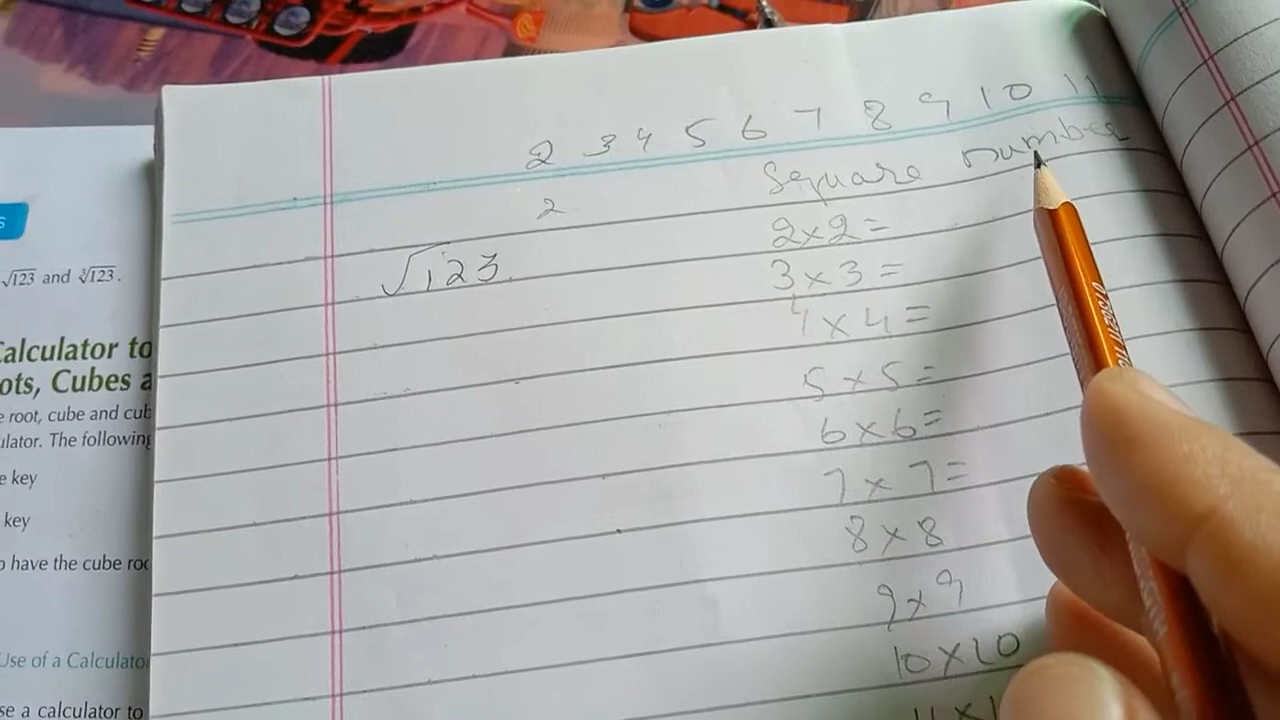 s
√123 and ∛123.
Calculator to
ots, Cubes a
e root, cube and cub
ulator. The following
e key
key
o have the cube roo
Use of a Calculato
se a calculator to
2 3 4 5 6 7 8 9 10 11
Square number
2
√123
2×2=
3×3=
4×4=
5×5=
6×6=
7×7=
8×8
9×9
10×10
11×1